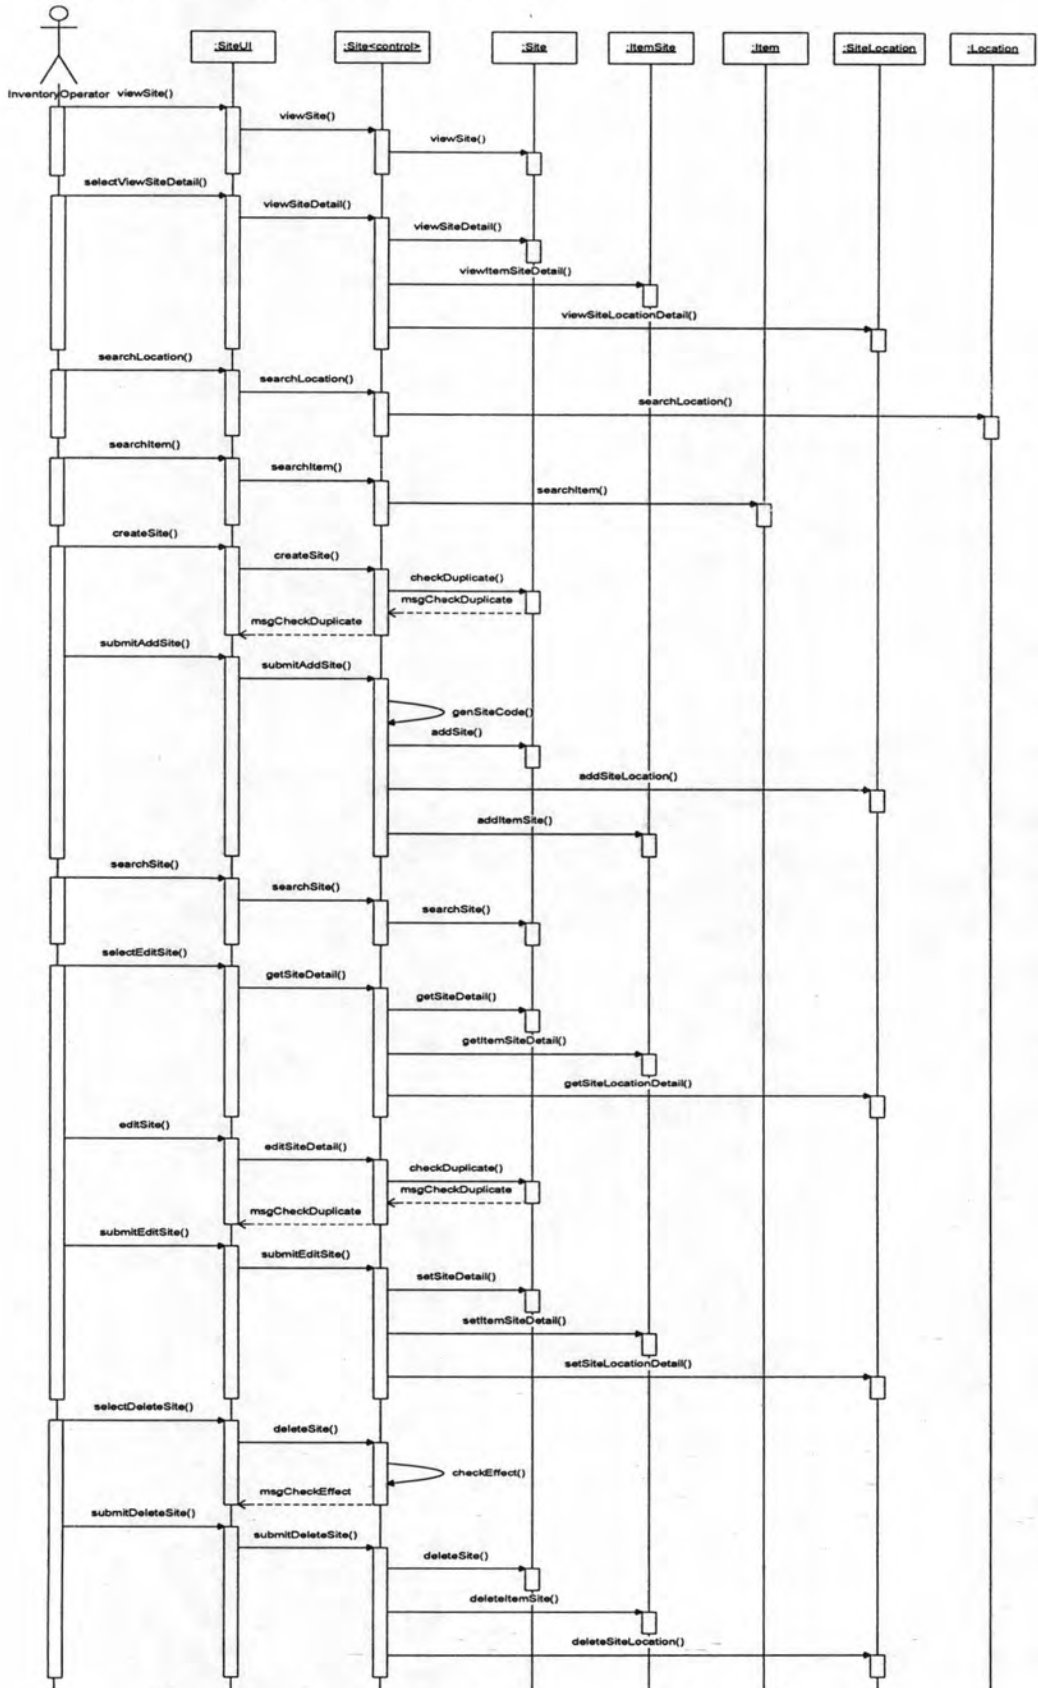 :SiteUI
:Site<control>
:Site
:ItemSite
:Item
:SiteLocation
:Location
InventoryOperator
viewSite()
viewSite()
viewSite()
selectViewSiteDetail()
viewSiteDetail()
viewSiteDetail()
viewItemSiteDetail()
viewSiteLocationDetail()
searchLocation()
searchLocation()
searchLocation()
searchItem()
searchItem()
searchItem()
createSite()
createSite()
checkDuplicate()
msgCheckDuplicate
msgCheckDuplicate
submitAddSite()
submitAddSite()
genSiteCode()
addSite()
addSiteLocation()
addItemSite()
searchSite()
searchSite()
searchSite()
selectEditSite()
getSiteDetail()
getSiteDetail()
getItemSiteDetail()
getSiteLocationDetail()
editSite()
editSiteDetail()
checkDuplicate()
msgCheckDuplicate
msgCheckDuplicate
submitEditSite()
submitEditSite()
setSiteDetail()
setItemSiteDetail()
setSiteLocationDetail()
selectDeleteSite()
deleteSite()
checkEffect()
msgCheckEffect
submitDeleteSite()
submitDeleteSite()
deleteSite()
deleteItemSite()
deleteSiteLocation()